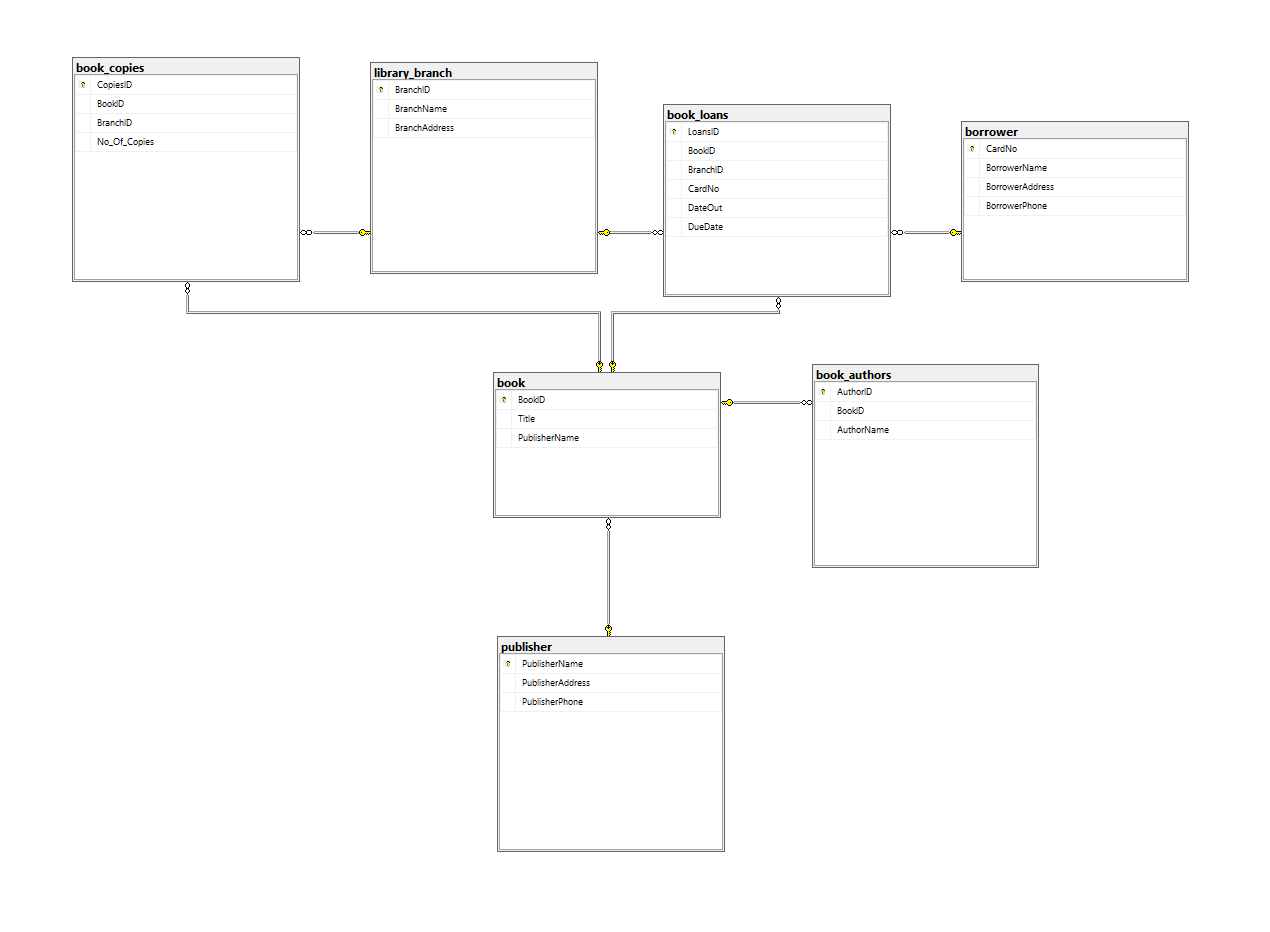 book_copies
CopiesID
BookID
BranchID
No_Of_Copies
library_branch
BranchID
BranchName
BranchAddress
book_loans
LoansID
BookID
BranchID
CardNo
DateOut
DueDate
borrower
CardNo
BorrowerName
BorrowerAddress
BorrowerPhone
book
BookID
Title
PublisherName
book_authors
AuthorID
BookID
AuthorName
publisher
PublisherName
PublisherAddress
PublisherPhone